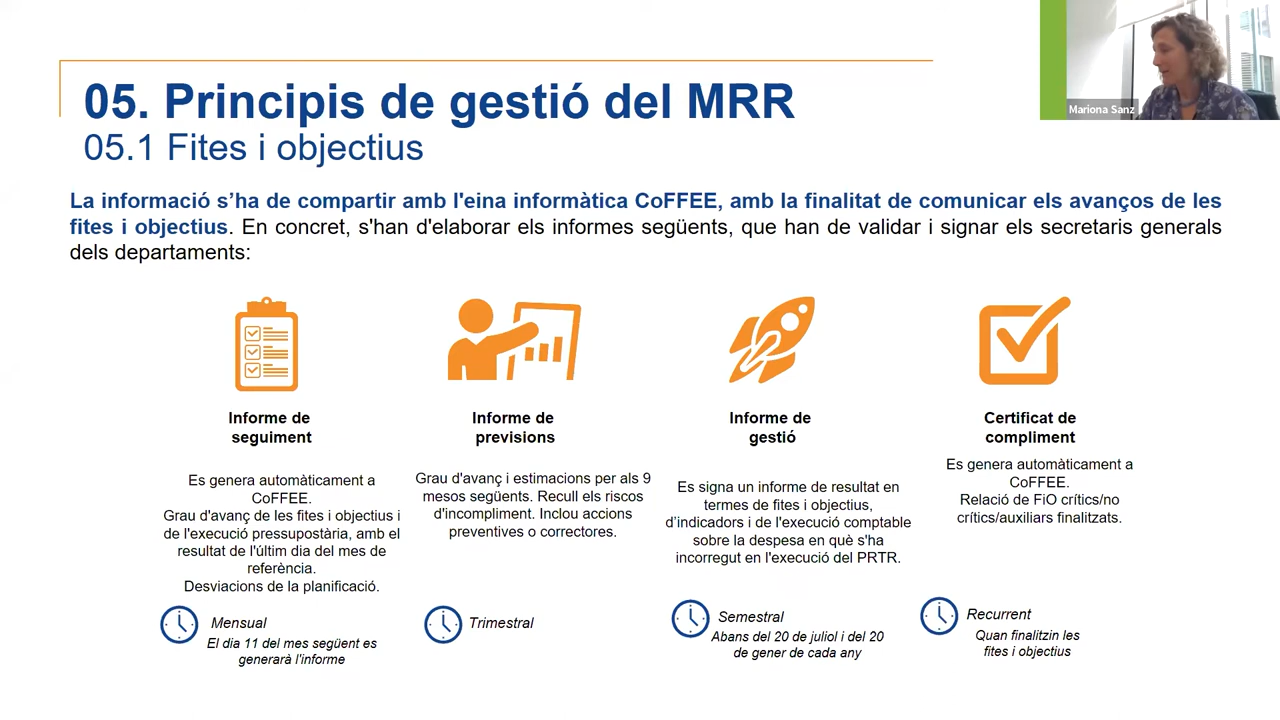 05. Principis de gestió del MRR
05.1 Fites i objectius
Mariona Sanz
La informació s’ha de compartir amb l'eina informàtica CoFFEE, amb la finalitat de comunicar els avanços de les
fites i objectius. En concret, s'han d'elaborar els informes següents, que han de validar i signar els secretaris generals
dels departaments:
Informe de
seguiment
Es genera automàticament a
CoFFEE.
Grau d'avanç de les fites i objectius i
de l'execució pressupostària, amb el
resultat de l'últim dia del mes de
referència.
Desviacions de la planificació.
Mensual
El dia 11 del mes següent es
generarà l'informe
Informe de
previsions
Grau d'avanç i estimacions per als 9
mesos següents. Recull els riscos
d'incompliment. Inclou accions
preventives o correctores.
Trimestral
Informe de
gestió
Es signa un informe de resultat en
termes de fites i objectius,
d’indicadors i de l'execució comptable
sobre la despesa en què s'ha
incorregut en l'execució del PRTR.
Semestral
Abans del 20 de juliol i del 20
de gener de cada any
Certificat de
compliment
Es genera automàticament a
CoFFEE.
Relació de FiO crítics/no
crítics/auxiliars finalitzats.
Recurrent
Quan finalitzin les
fites i objectius